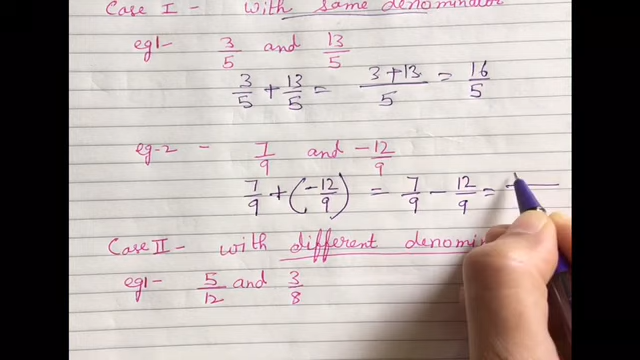 Case I - with same denominator
eg1- 3/5 and 13/5
3/5 + 13/5 = 3+13/5 = 16/5
eg-2 - 7/9 and -12/9
7/9 + (-12/9) = 7/9 - 12/9 =
Case II - with different denomin
eg1- 5/12 and 3/8